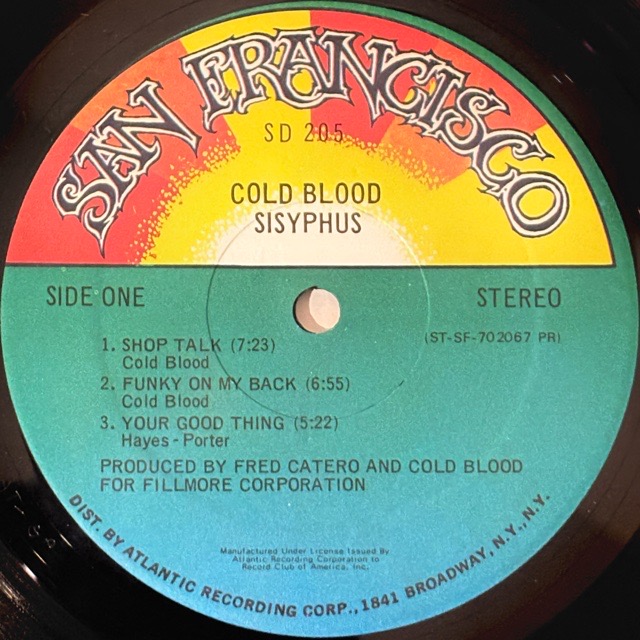 SAN FRANCISCO
SD 205
COLD BLOOD
SISYPHUS
SIDE ONE
STEREO
(ST-SF-702067 PR)
1. SHOP TALK (7:23)
Cold Blood
2. FUNKY ON MY BACK (6:55)
Cold Blood
3. YOUR GOOD THING (5:22)
Hayes - Porter
PRODUCED BY FRED CATERO AND COLD BLOOD
FOR FILLMORE CORPORATION
Manufactured Under License Issued By
Atlantic Recording Corporation to
Record Club of America, Inc.
DIST. BY ATLANTIC RECORDING CORP., 1841 BROADWAY, N.Y., N.Y.